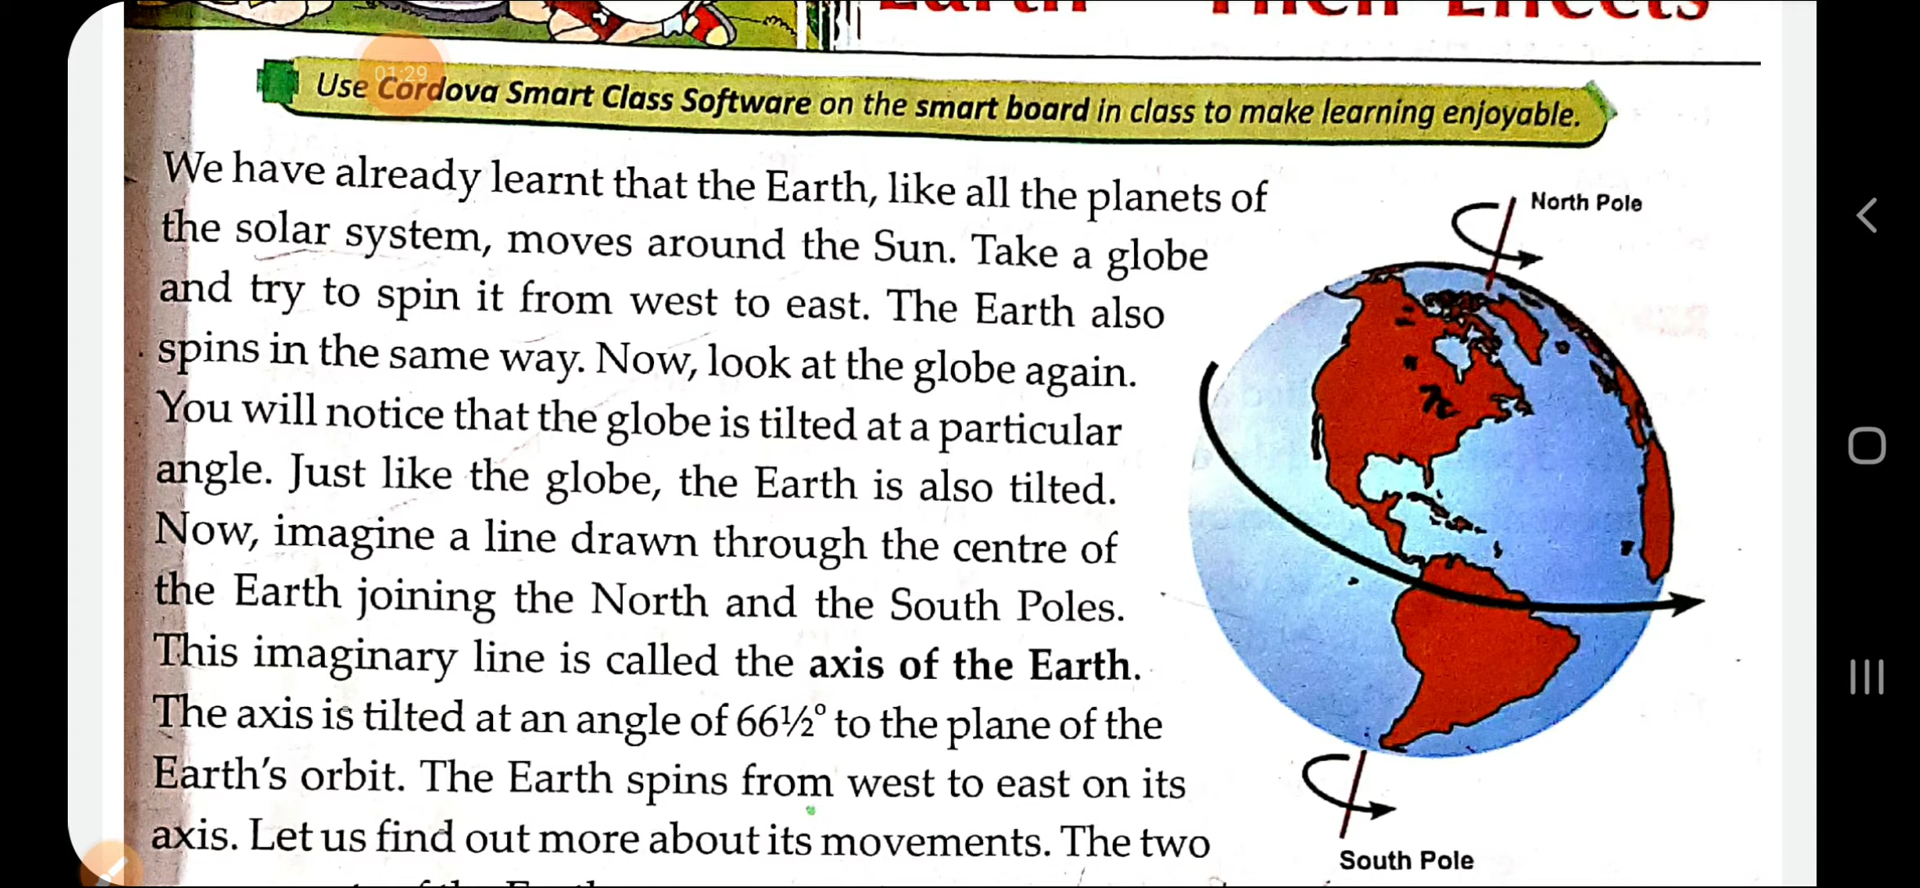 Earth Their Effects
01:29
Use Cordova Smart Class Software on the smart board in class to make learning enjoyable.
We have already learnt that the Earth, like all the planets of
the solar system, moves around the Sun. Take a globe
and try to spin it from west to east. The Earth also
spins in the same way. Now, look at the globe again.
You will notice that the globe is tilted at a particular
angle. Just like the globe, the Earth is also tilted.
Now, imagine a line drawn through the centre of
the Earth joining the North and the South Poles.
This imaginary line is called the axis of the Earth.
The axis is tilted at an angle of 66½° to the plane of the
Earth's orbit. The Earth spins from west to east on its
axis. Let us find out more about its movements. The two
North Pole
South Pole